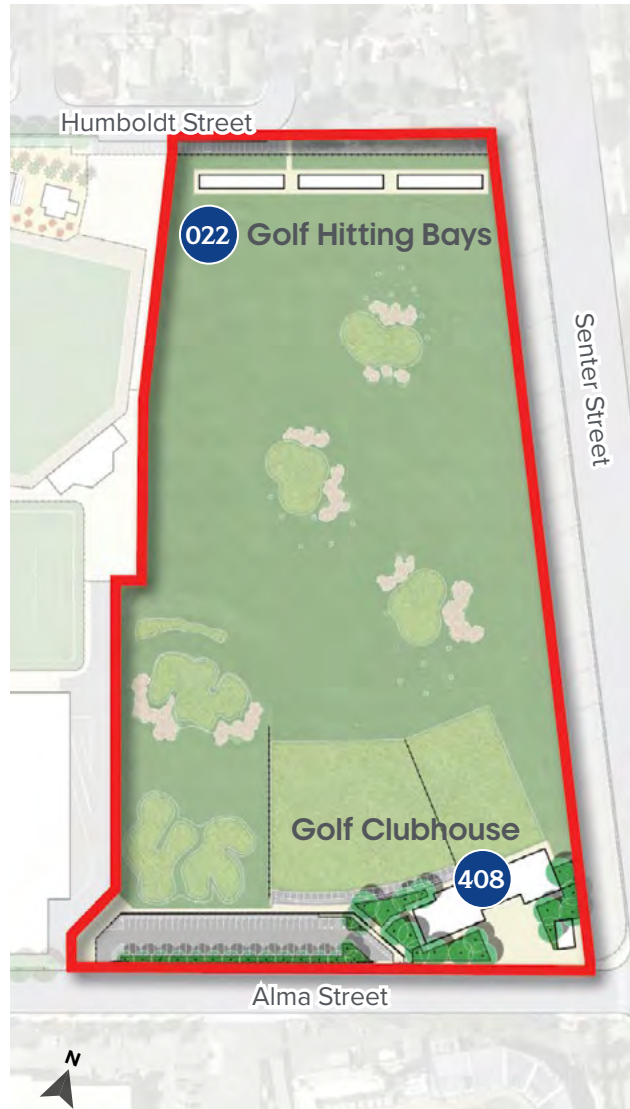 Humboldt Street
022 Golf Hitting Bays
Senter Street
Golf Clubhouse
408
Alma Street
N